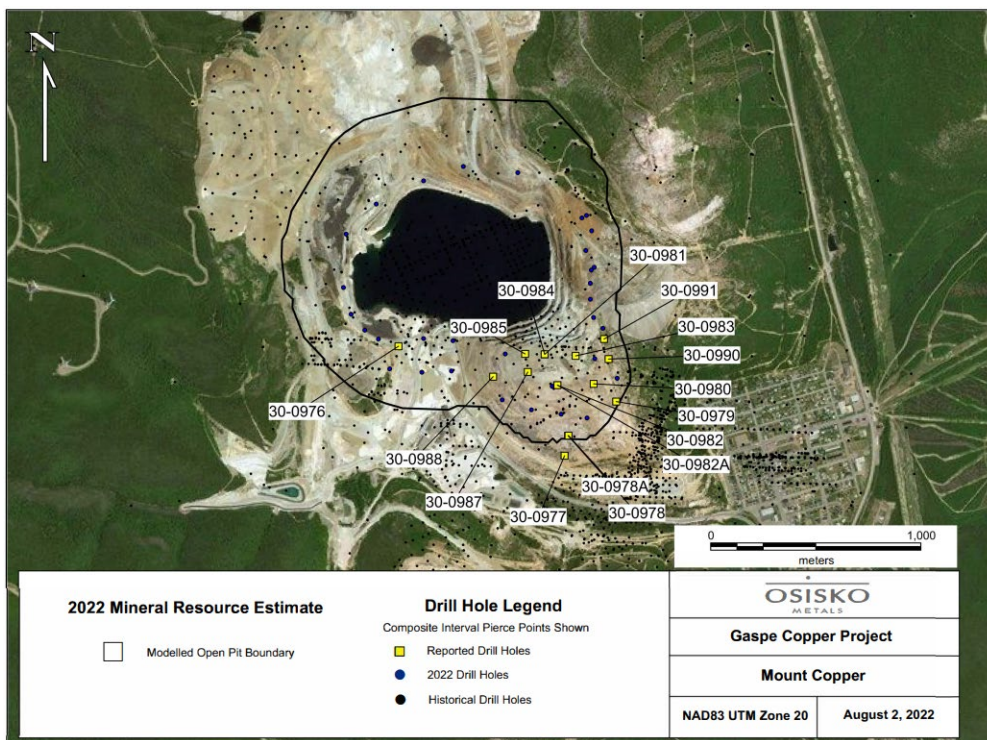 N
30-0981
30-0984
30-0991
30-0985
30-0983
30-0990
30-0976
30-0980
30-0979
30-0988
30-0982
30-0982A
30-0987
30-0978A
30-0977
30-0978
0 1,000
meters
2022 Mineral Resource Estimate
Modelled Open Pit Boundary
Drill Hole Legend
Composite Interval Pierce Points Shown
Reported Drill Holes
2022 Drill Holes
Historical Drill Holes
OSISKO
METALS
Gaspe Copper Project
Mount Copper
NAD83 UTM Zone 20
August 2, 2022